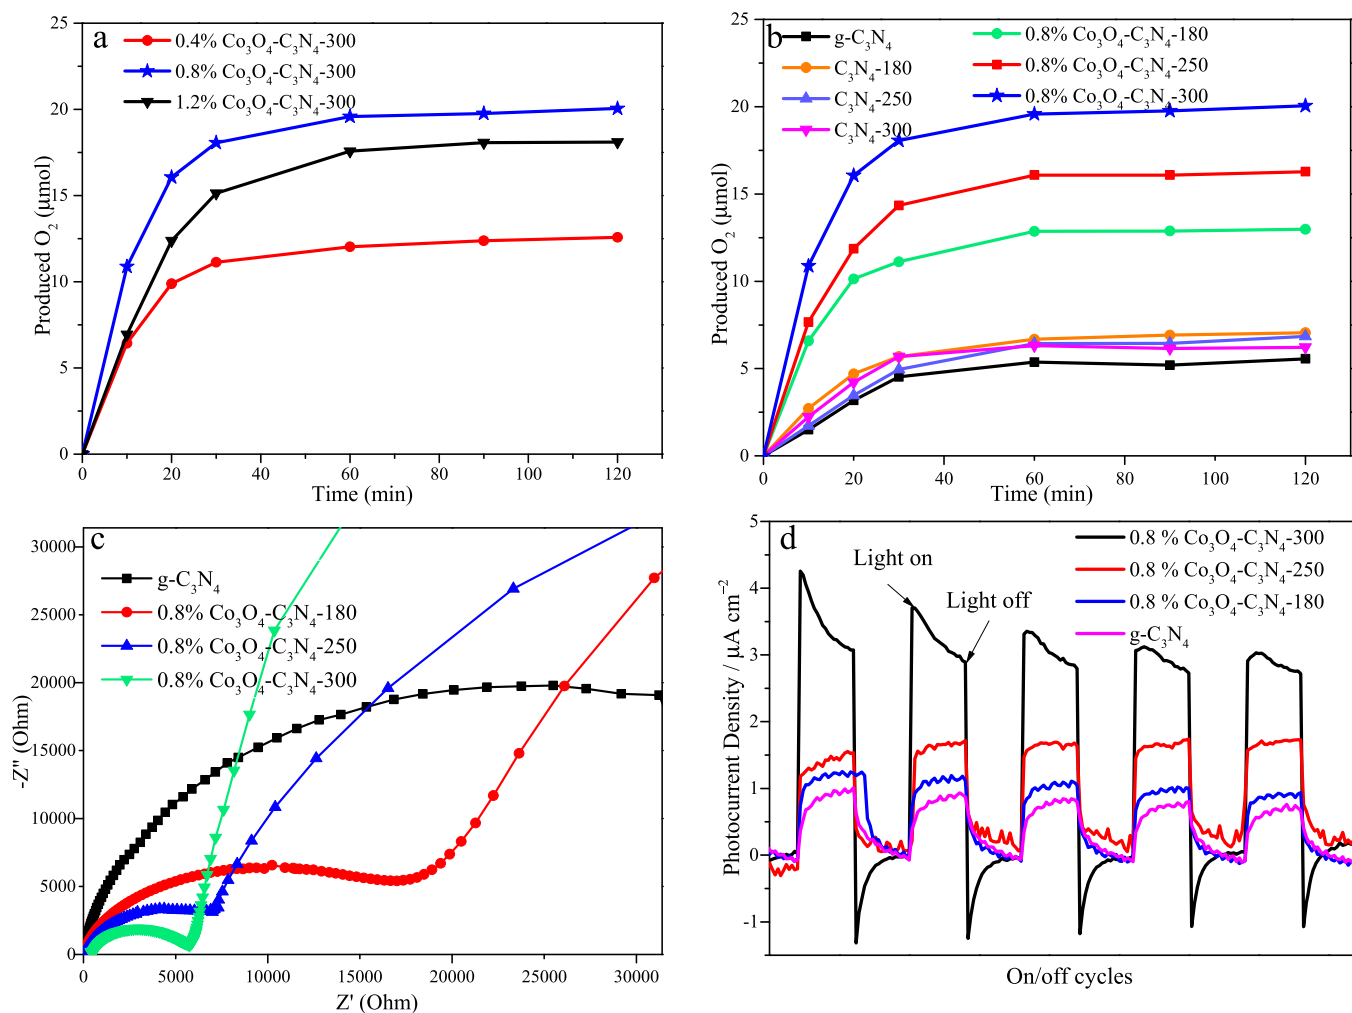 a
0.4% Co₃O₄-C₃N₄-300
0.8% Co₃O₄-C₃N₄-300
1.2% Co₃O₄-C₃N₄-300
25
20
15
10
5
0
Produced O₂ (μmol)
0 20 40 60 80 100 120
Time (min)
b
g-C₃N₄
C₃N₄-180
C₃N₄-250
C₃N₄-300
0.8% Co₃O₄-C₃N₄-180
0.8% Co₃O₄-C₃N₄-250
0.8% Co₃O₄-C₃N₄-300
25
20
15
10
5
0
Produced O₂ (μmol)
0 20 40 60 80 100 120
Time (min)
c
g-C₃N₄
0.8% Co₃O₄-C₃N₄-180
0.8% Co₃O₄-C₃N₄-250
0.8% Co₃O₄-C₃N₄-300
30000
25000
20000
15000
10000
5000
0
-Z'' (Ohm)
0 5000 10000 15000 20000 25000 30000
Z' (Ohm)
d
Light on
Light off
0.8 % Co₃O₄-C₃N₄-300
0.8 % Co₃O₄-C₃N₄-250
0.8 % Co₃O₄-C₃N₄-180
g-C₃N₄
5
4
3
2
1
0
-1
Photocurrent Density / μA cm⁻²
On/off cycles